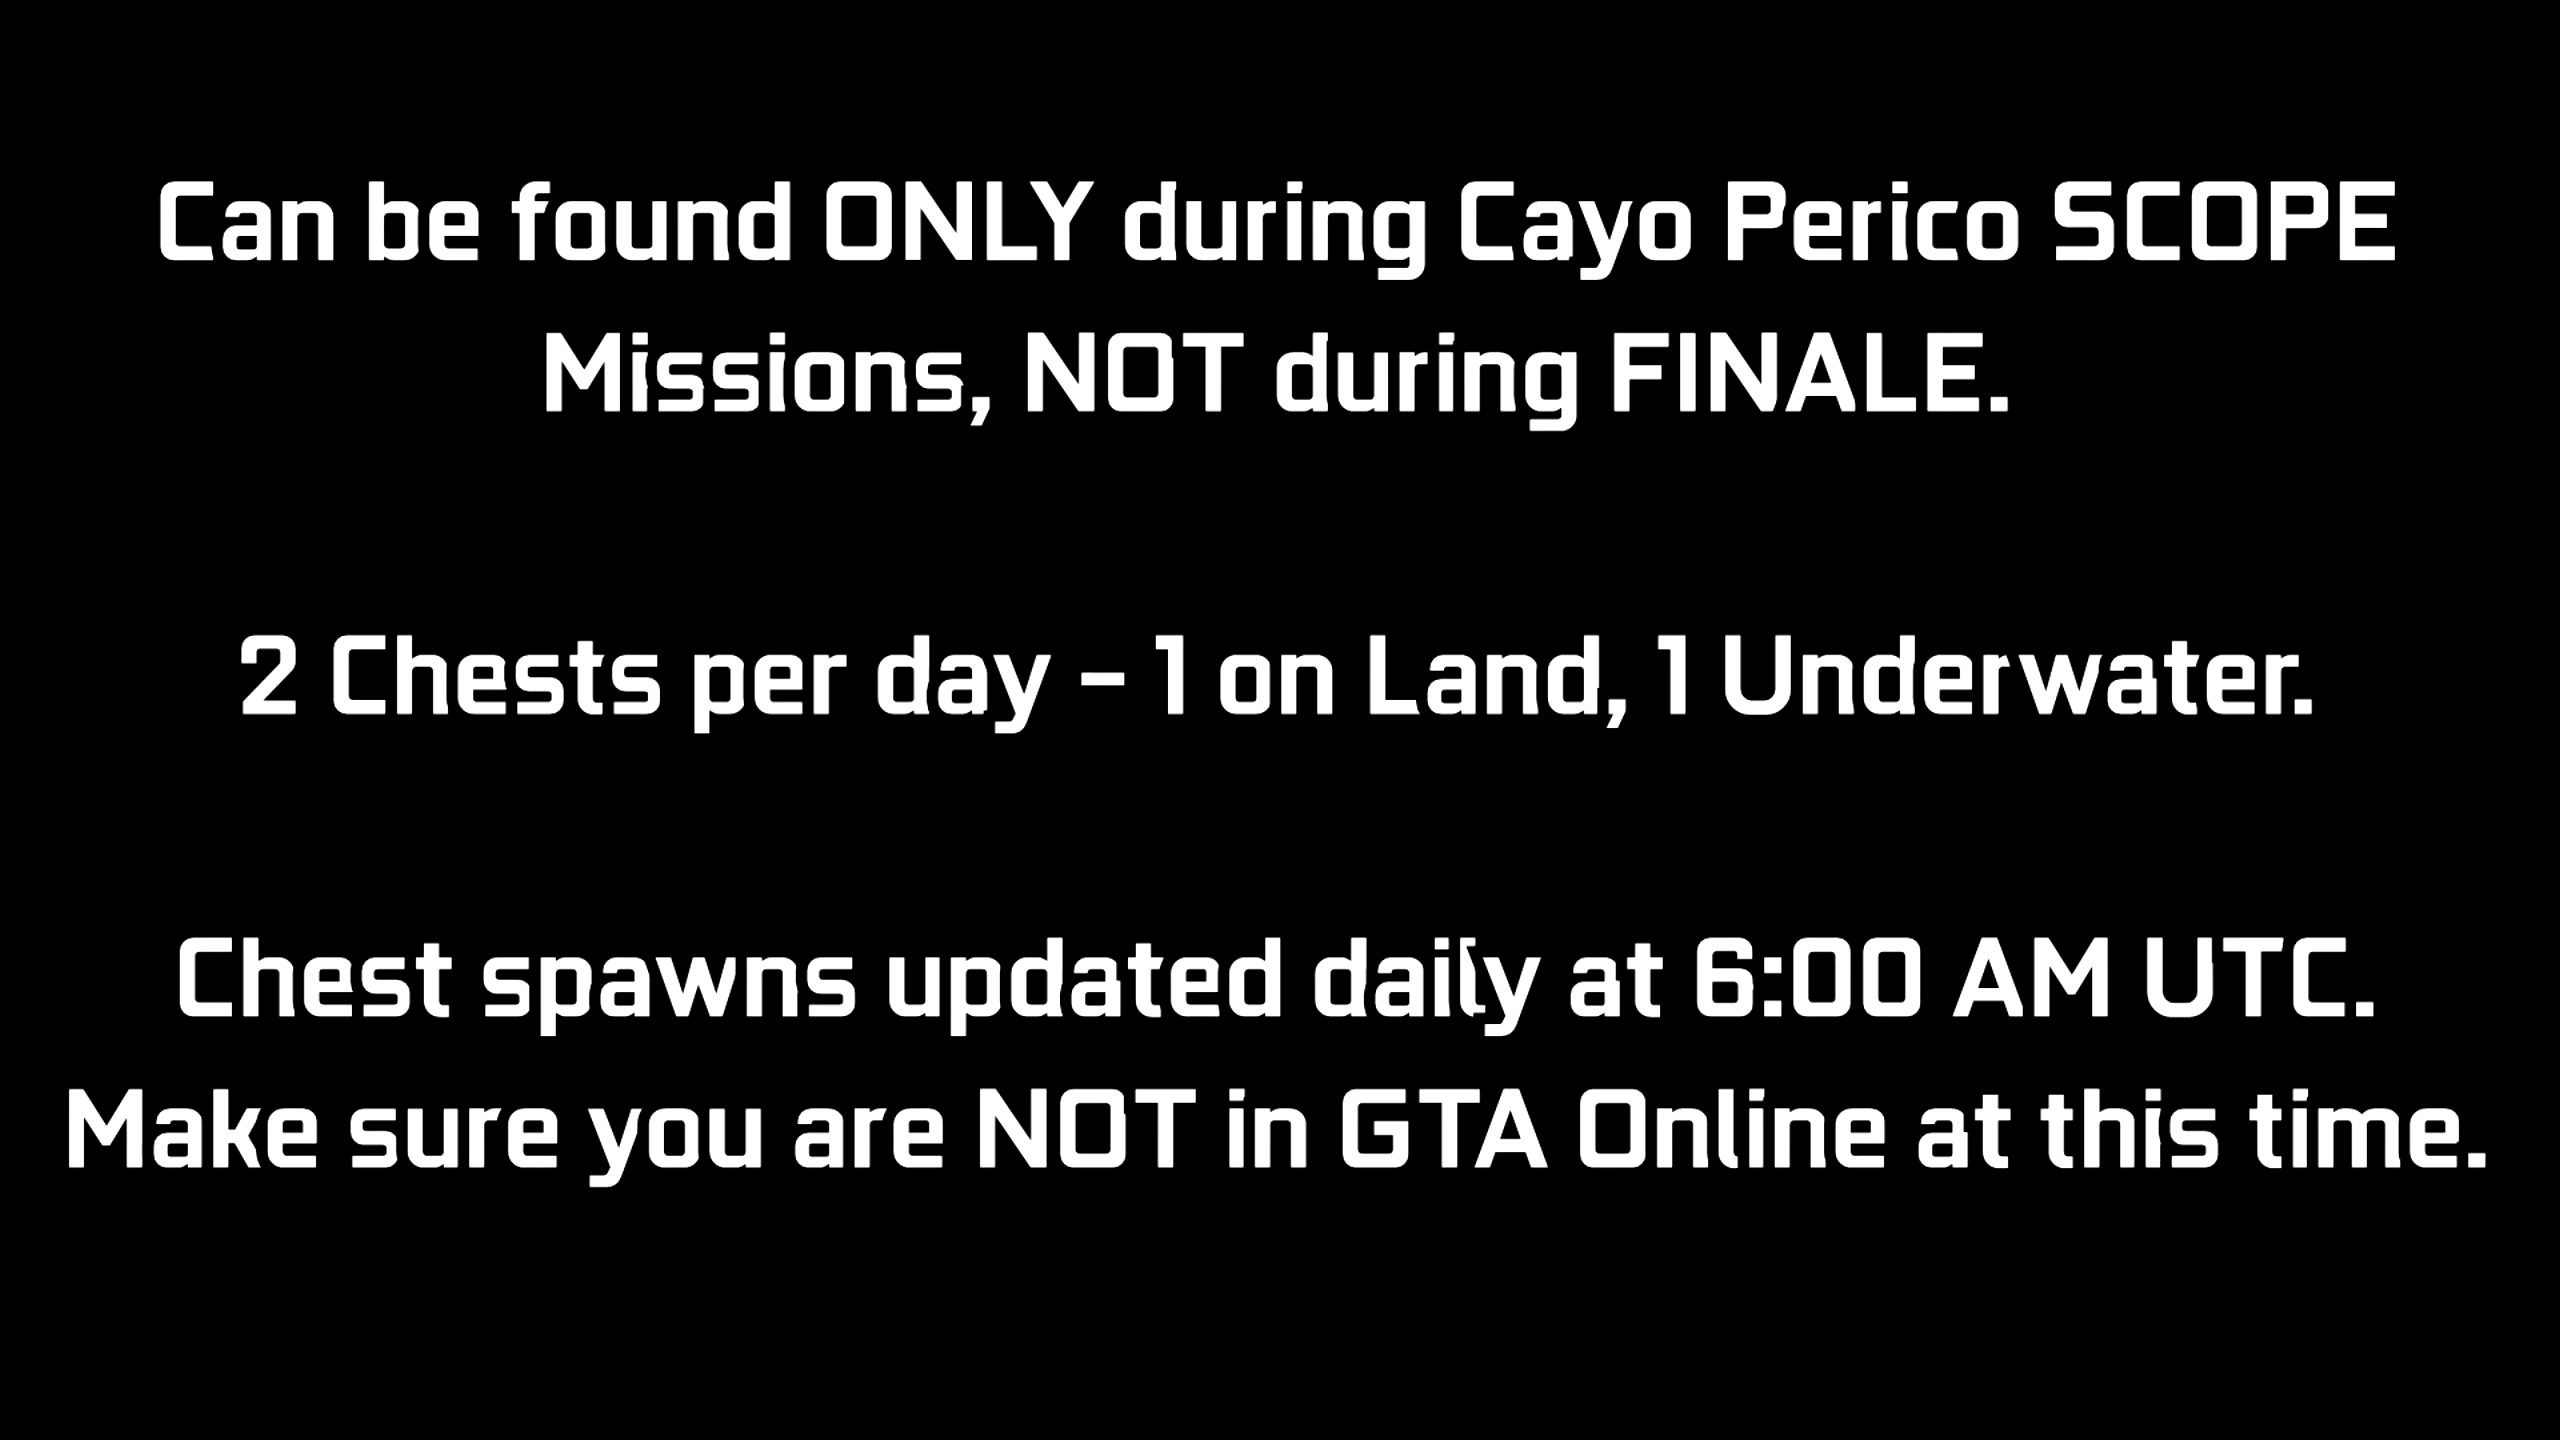 Can be found ONLY during Cayo Perico SCOPE
Missions, NOT during FINALE.
2 Chests per day - 1 on Land, 1 Underwater.
Chest spawns updated daily at 6:00 AM UTC.
Make sure you are NOT in GTA Online at this time.